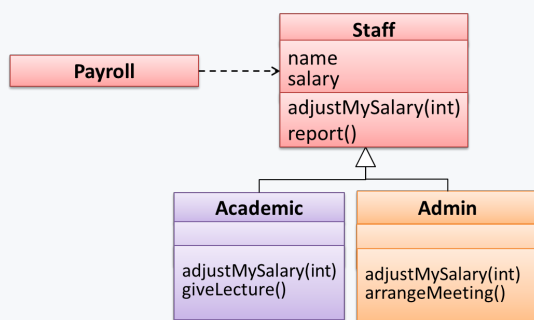 Staff
name
salary
Payroll
adjustMySalary(int)
report()
Academic
adjustMySalary(int)
giveLecture()
Admin
adjustMySalary(int)
arrangeMeeting()